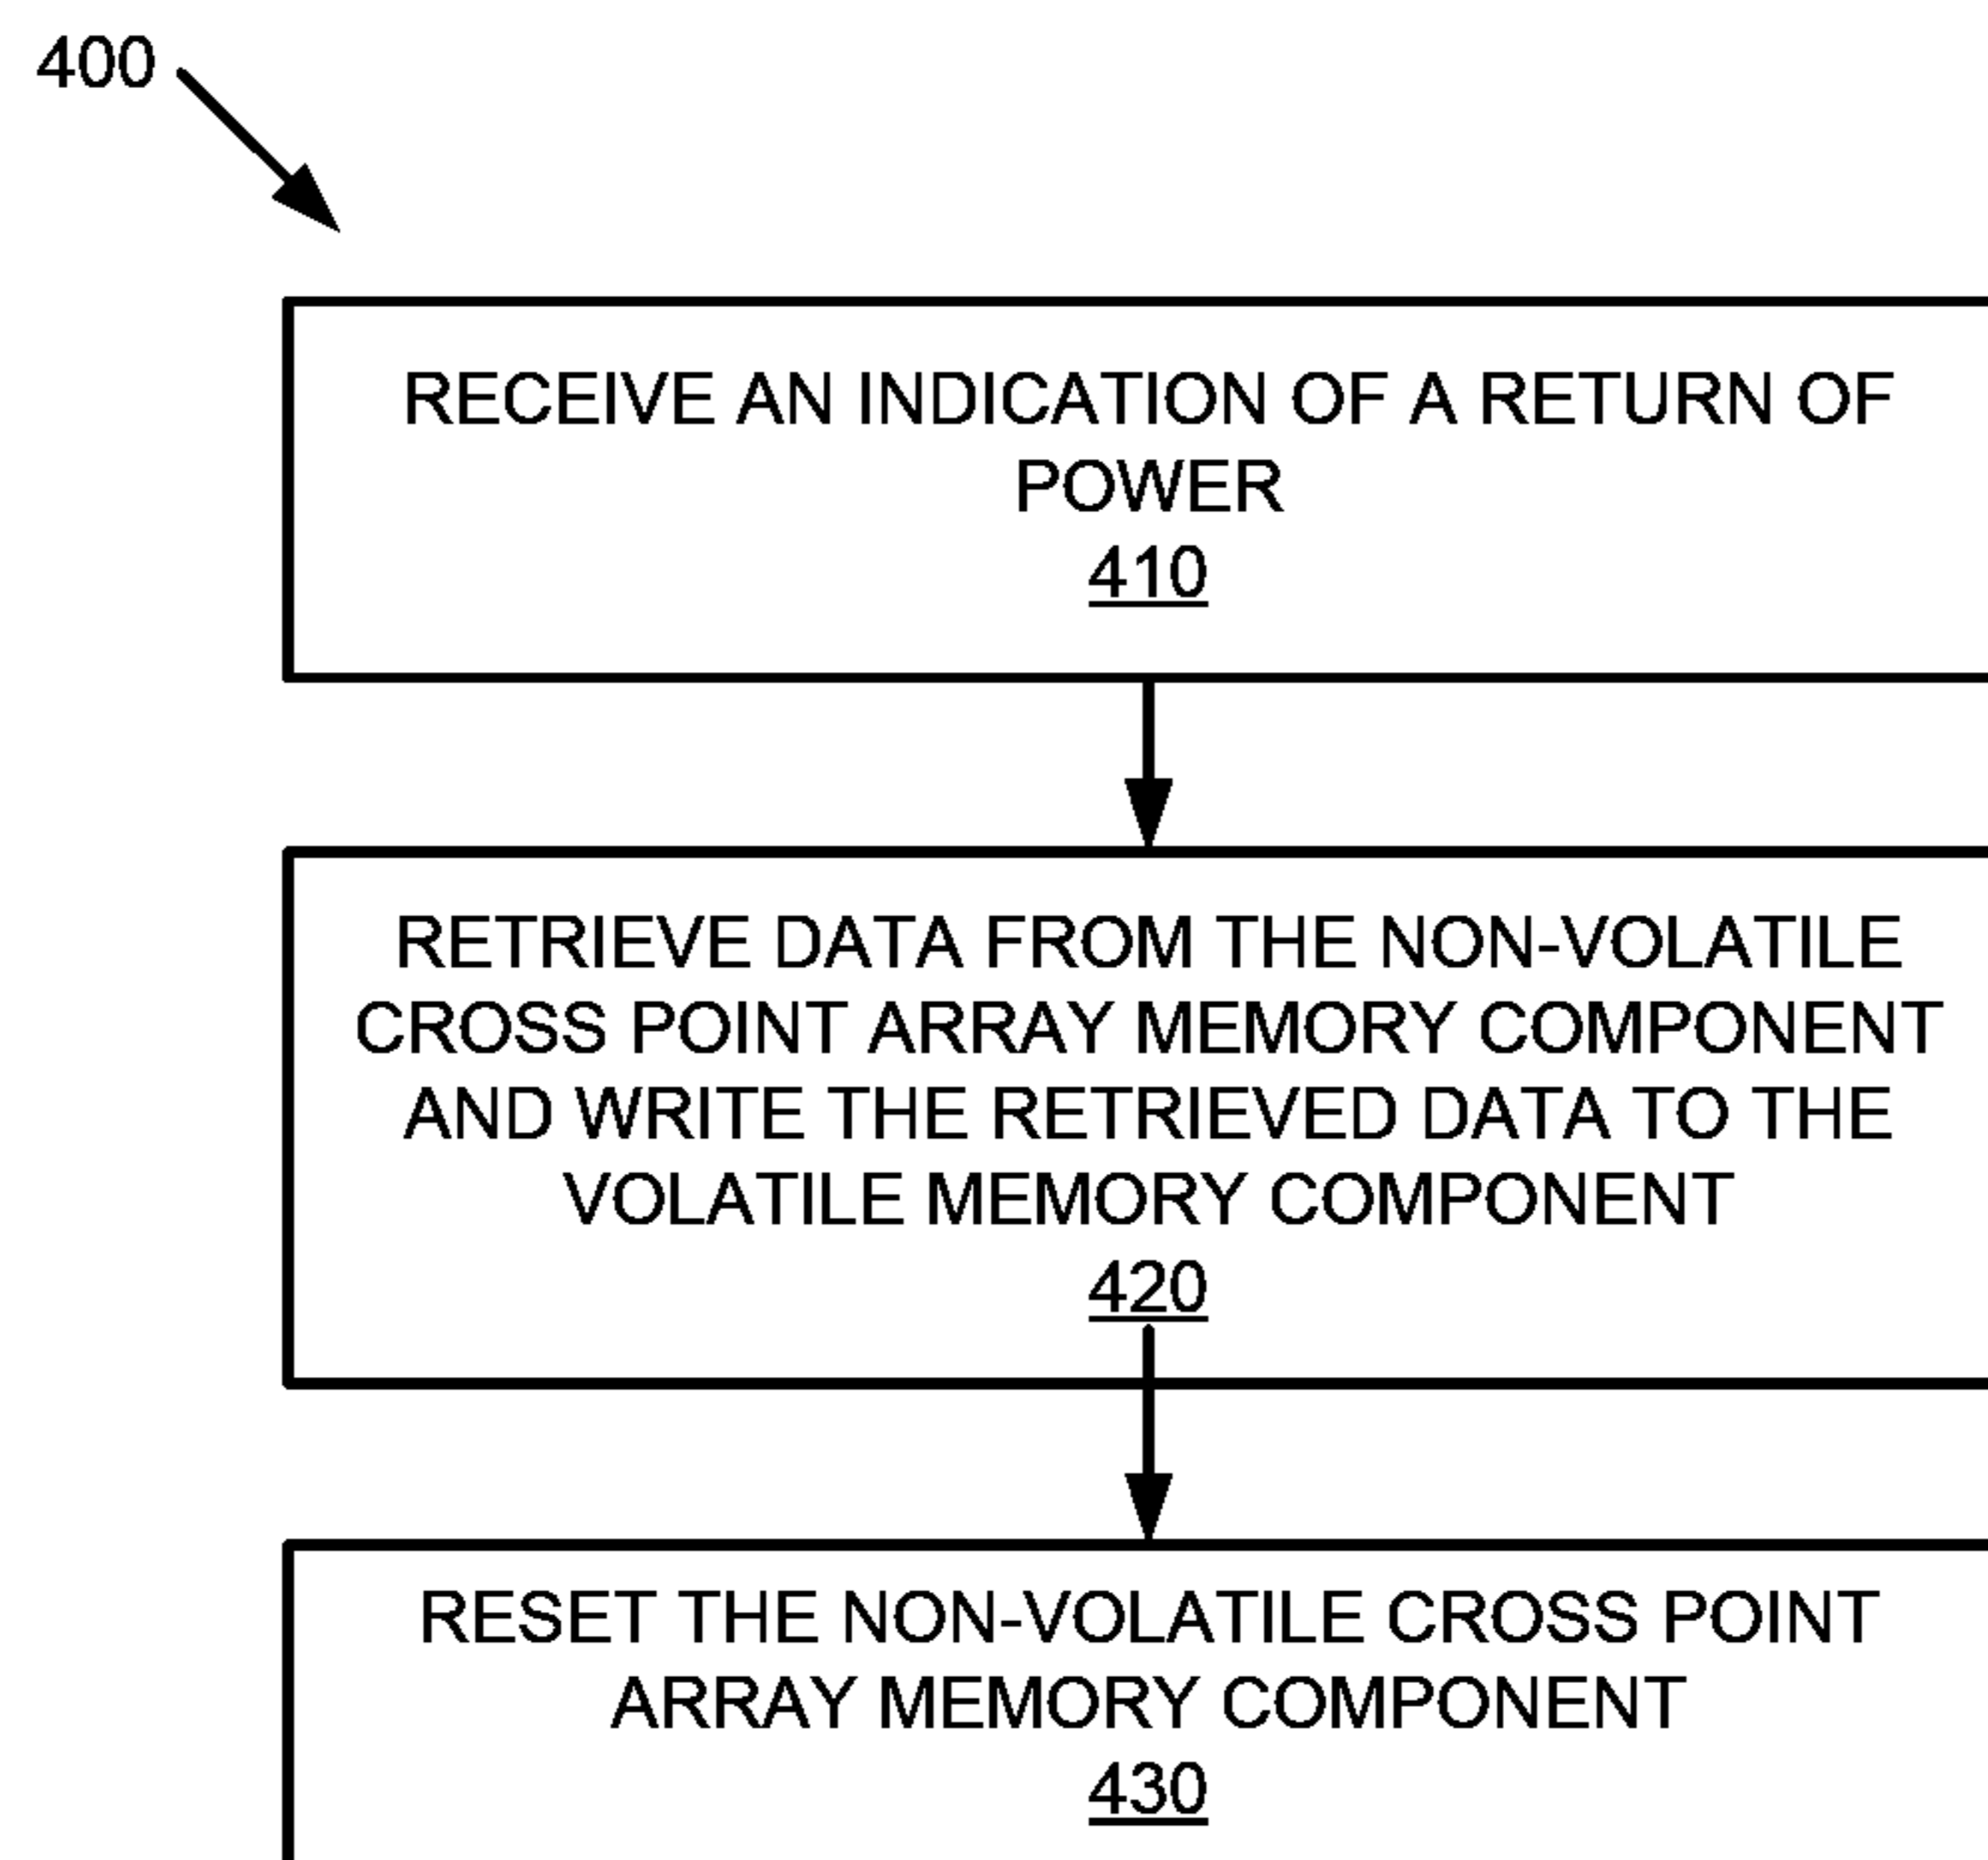 400
RECEIVE AN INDICATION OF A RETURN OF
POWER
410
RETRIEVE DATA FROM THE NON-VOLATILE
CROSS POINT ARRAY MEMORY COMPONENT
AND WRITE THE RETRIEVED DATA TO THE
VOLATILE MEMORY COMPONENT
420
RESET THE NON-VOLATILE CROSS POINT
ARRAY MEMORY COMPONENT
430